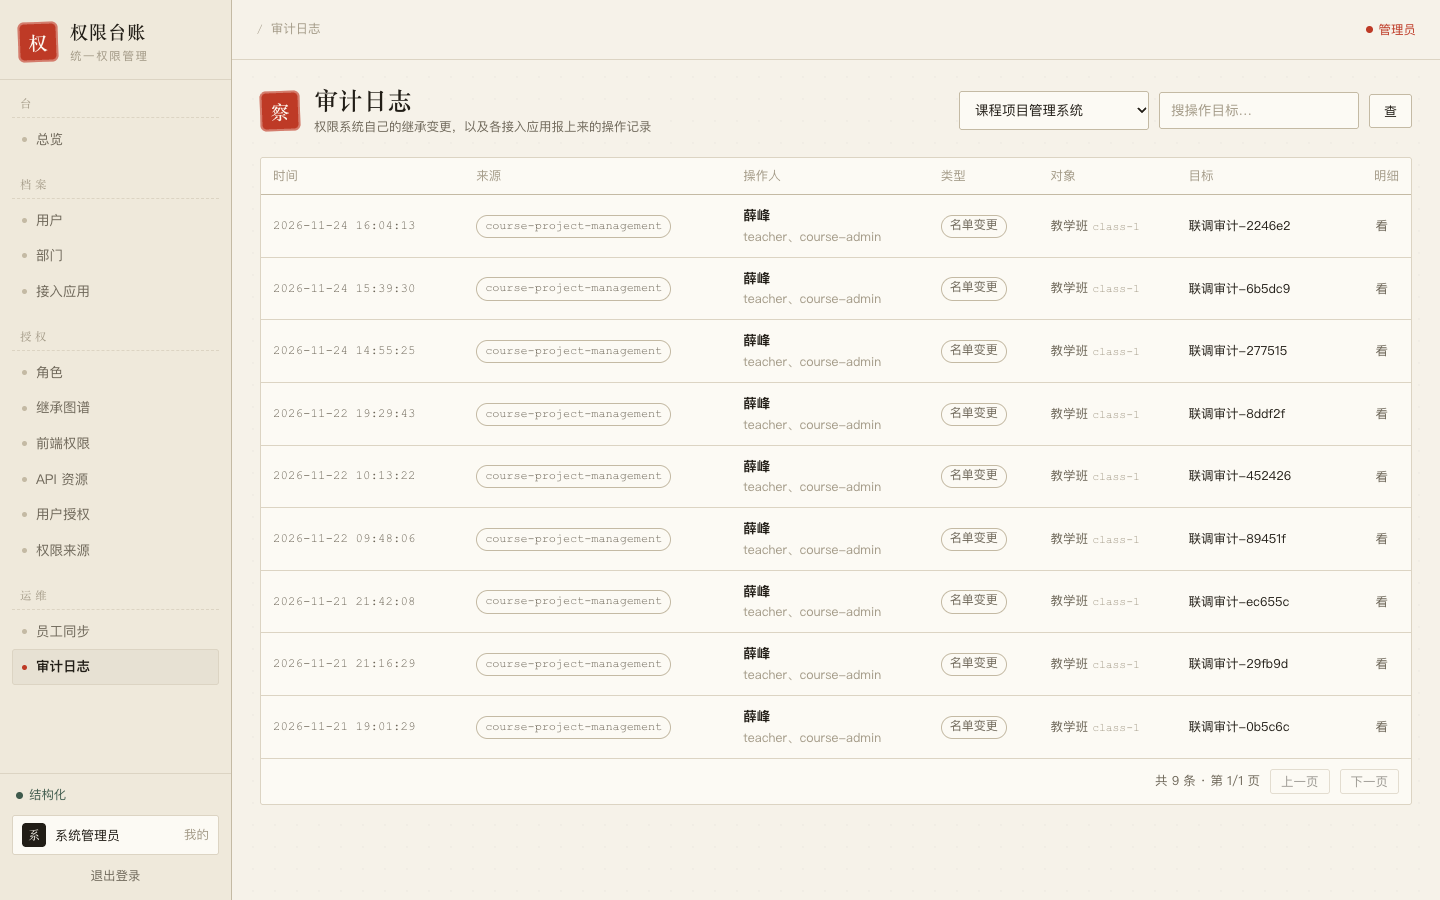 权
权限台账
统一权限管理
台
总览
档案
用户
部门
接入应用
授权
角色
继承图谱
前端权限
API 资源
用户授权
权限来源
运维
员工同步
审计日志
结构化
系
系统管理员
我的
退出登录
/ 审计日志
管理员
察
审计日志
权限系统自己的继承变更，以及各接入应用报上来的操作记录
课程项目管理系统
搜操作目标…
查
时间 来源 操作人 类型 对象 目标 明细
2026-11-24 16:04:13 course-project-management 薛峰 名单变更 教学班 class-1 联调审计-2246e2 看
teacher、course-admin
2026-11-24 15:39:30 course-project-management 薛峰 名单变更 教学班 class-1 联调审计-6b5dc9 看
teacher、course-admin
2026-11-24 14:55:25 course-project-management 薛峰 名单变更 教学班 class-1 联调审计-277515 看
teacher、course-admin
2026-11-22 19:29:43 course-project-management 薛峰 名单变更 教学班 class-1 联调审计-8ddf2f 看
teacher、course-admin
2026-11-22 10:13:22 course-project-management 薛峰 名单变更 教学班 class-1 联调审计-452426 看
teacher、course-admin
2026-11-22 09:48:06 course-project-management 薛峰 名单变更 教学班 class-1 联调审计-89451f 看
teacher、course-admin
2026-11-21 21:42:08 course-project-management 薛峰 名单变更 教学班 class-1 联调审计-ec655c 看
teacher、course-admin
2026-11-21 21:16:29 course-project-management 薛峰 名单变更 教学班 class-1 联调审计-29fb9d 看
teacher、course-admin
2026-11-21 19:01:29 course-project-management 薛峰 名单变更 教学班 class-1 联调审计-0b5c6c 看
teacher、course-admin
共 9 条 · 第 1/1 页 上一页 下一页